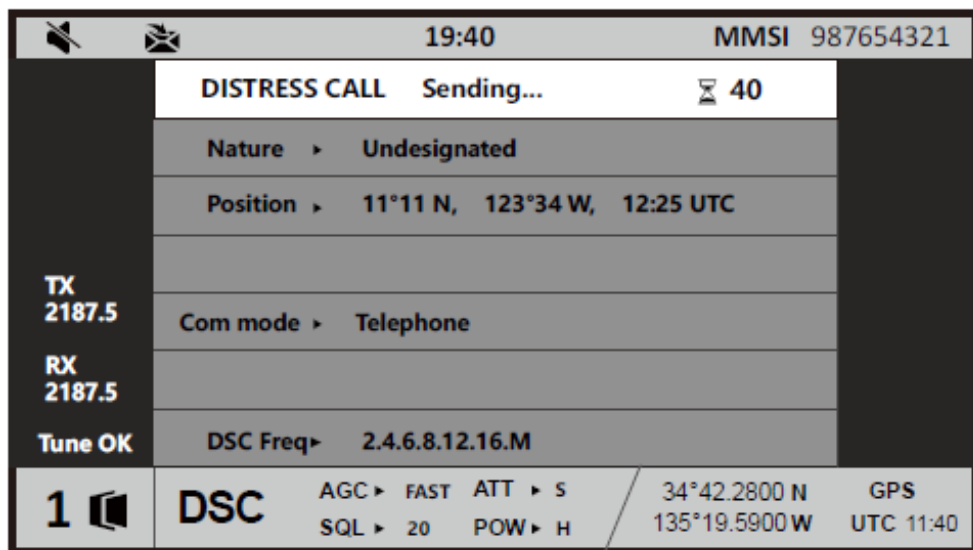 19:40 MMSI 987654321
DISTRESS CALL Sending... 40
Nature ▸ Undesignated
Position ▸ 11°11 N, 123°34 W, 12:25 UTC
TX
2187.5
Com mode ▸ Telephone
RX
2187.5
Tune OK
DSC Freq▸ 2.4.6.8.12.16.M
1 DSC
AGC ▸ FAST ATT ▸ S
SQL ▸ 20 POW ▸ H
34°42.2800 N
135°19.5900 W
GPS
UTC 11:40